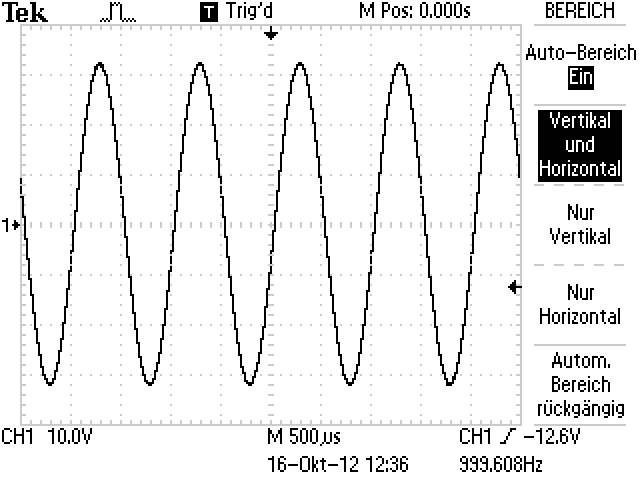 Tek
T Trig'd
M Pos: 0.000s
BEREICH
Auto-Bereich
Ein
Vertikal
und
Horizontal
Nur
Vertikal
Nur
Horizontal
Autom.
Bereich
rückgängig
1
CH1 10.0V
M 500µs
CH1 -12.6V
16-Okt-12 12:36
999.608Hz